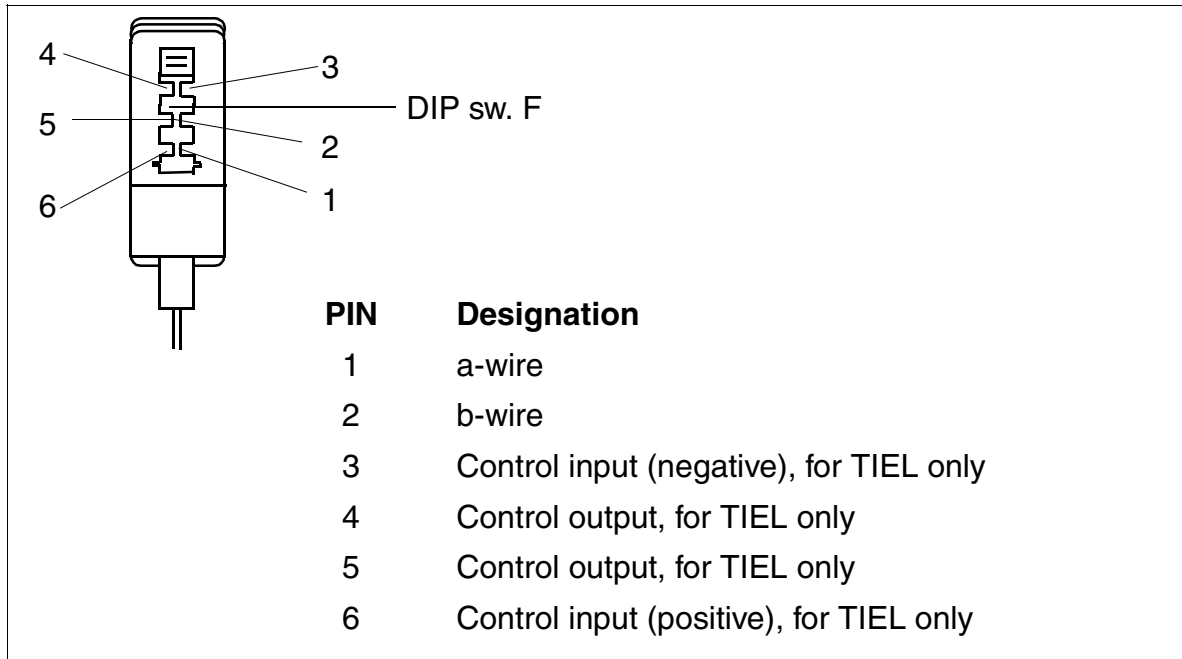 4
3
DIP sw. F
5
2
6
1
PIN Designation
1 a-wire
2 b-wire
3 Control input (negative), for TIEL only
4 Control output, for TIEL only
5 Control output, for TIEL only
6 Control input (positive), for TIEL only